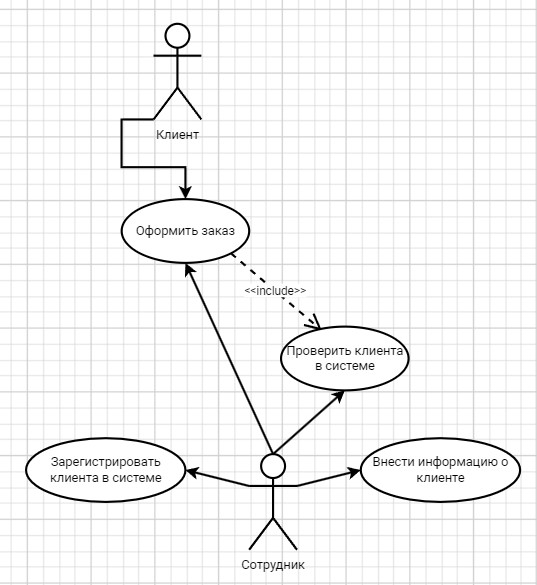 Клиент
Оформить заказ
<<include>>
Проверить клиента
в системе
Зарегистрировать
клиента в системе
Внести информацию о
клиенте
Сотрудник